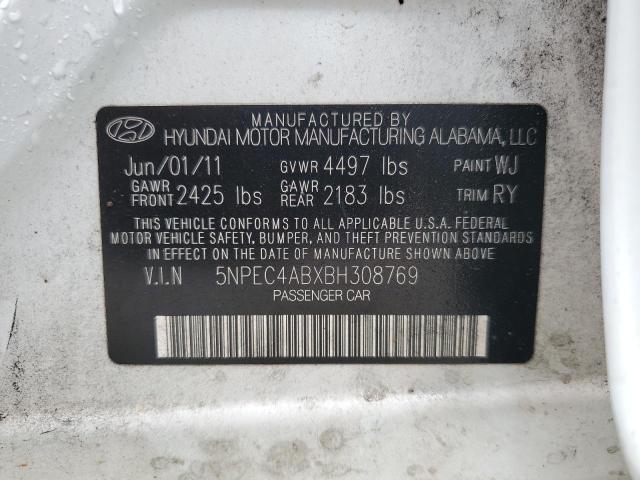 MANUFACTURED BY
HYUNDAI MOTOR MANUFACTURING ALABAMA, LLC
Jun/01/11 GVWR 4497 lbs PAINT WJ
GAWR FRONT 2425 lbs GAWR REAR 2183 lbs TRIM RY
THIS VEHICLE CONFORMS TO ALL APPLICABLE U.S.A. FEDERAL
MOTOR VEHICLE SAFETY, BUMPER, AND THEFT PREVENTION STANDARDS
IN EFFECT ON THE DATE OF MANUFACTURE SHOWN ABOVE.
V.I.N 5NPEC4ABXBH308769
PASSENGER CAR